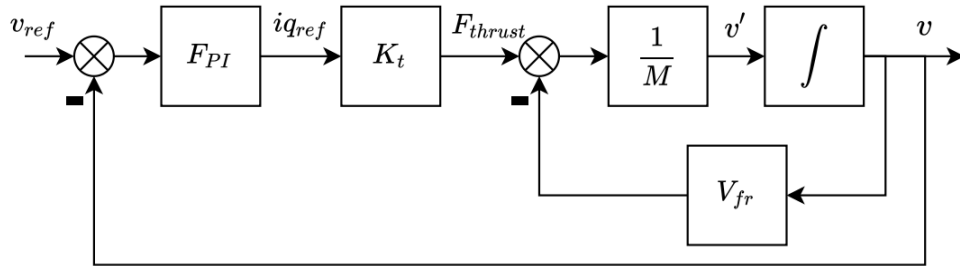 v_ref
F_PI
iq_ref
K_t
F_thrust
1
M
v′
∫
v
V_fr